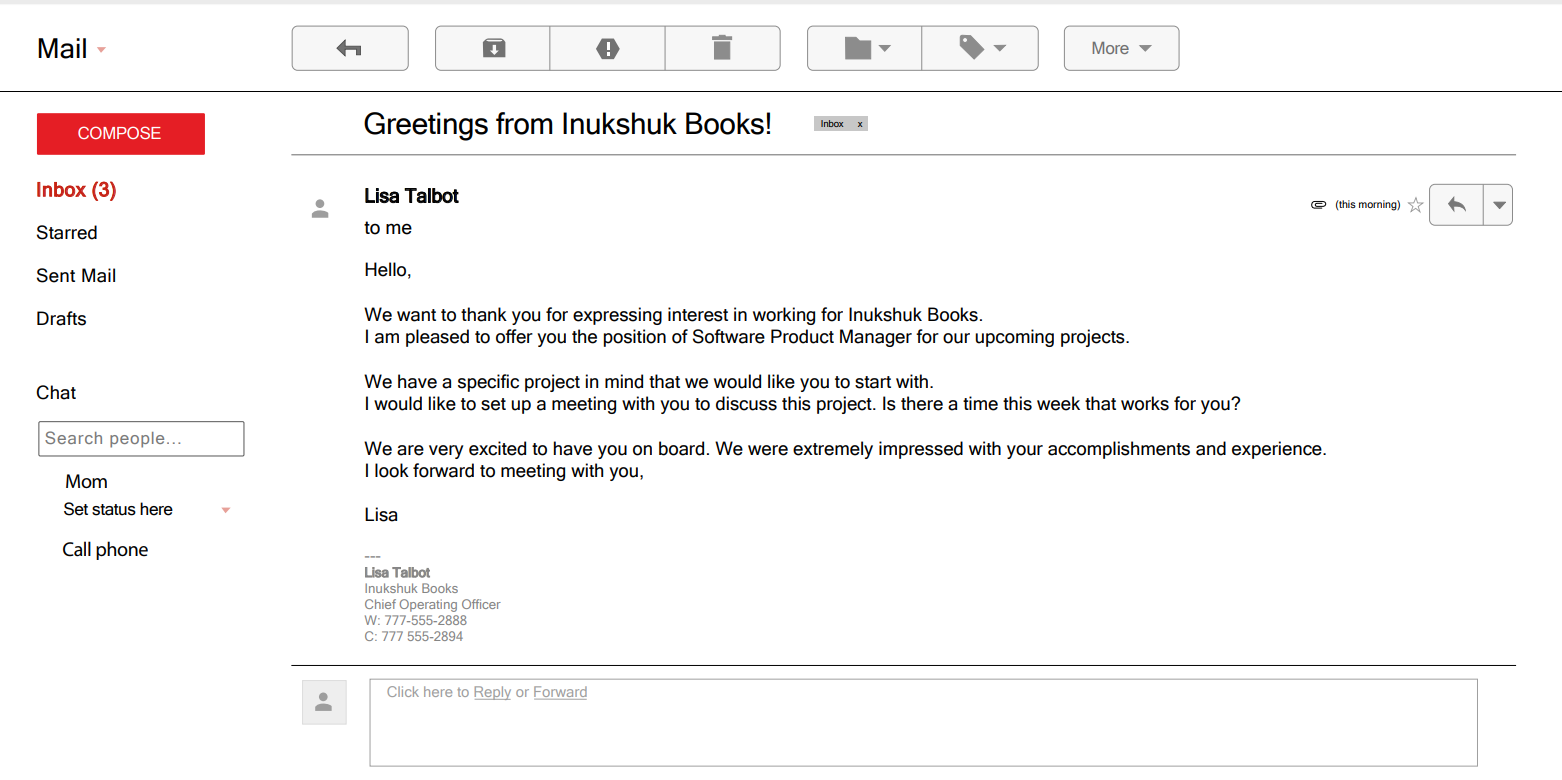 Mail
More
COMPOSE
Greetings from Inukshuk Books!
Inbox x
Inbox (3)
Starred
Sent Mail
Drafts
Chat
Search people...
Mom
Set status here
Call phone
Lisa Talbot
(this morning)
to me
Hello,
We want to thank you for expressing interest in working for Inukshuk Books.
I am pleased to offer you the position of Software Product Manager for our upcoming projects.
We have a specific project in mind that we would like you to start with.
I would like to set up a meeting with you to discuss this project. Is there a time this week that works for you?
We are very excited to have you on board. We were extremely impressed with your accomplishments and experience.
I look forward to meeting with you,
Lisa
---
Lisa Talbot
Inukshuk Books
Chief Operating Officer
W: 777-555-2888
C: 777 555-2894
Click here to Reply or Forward